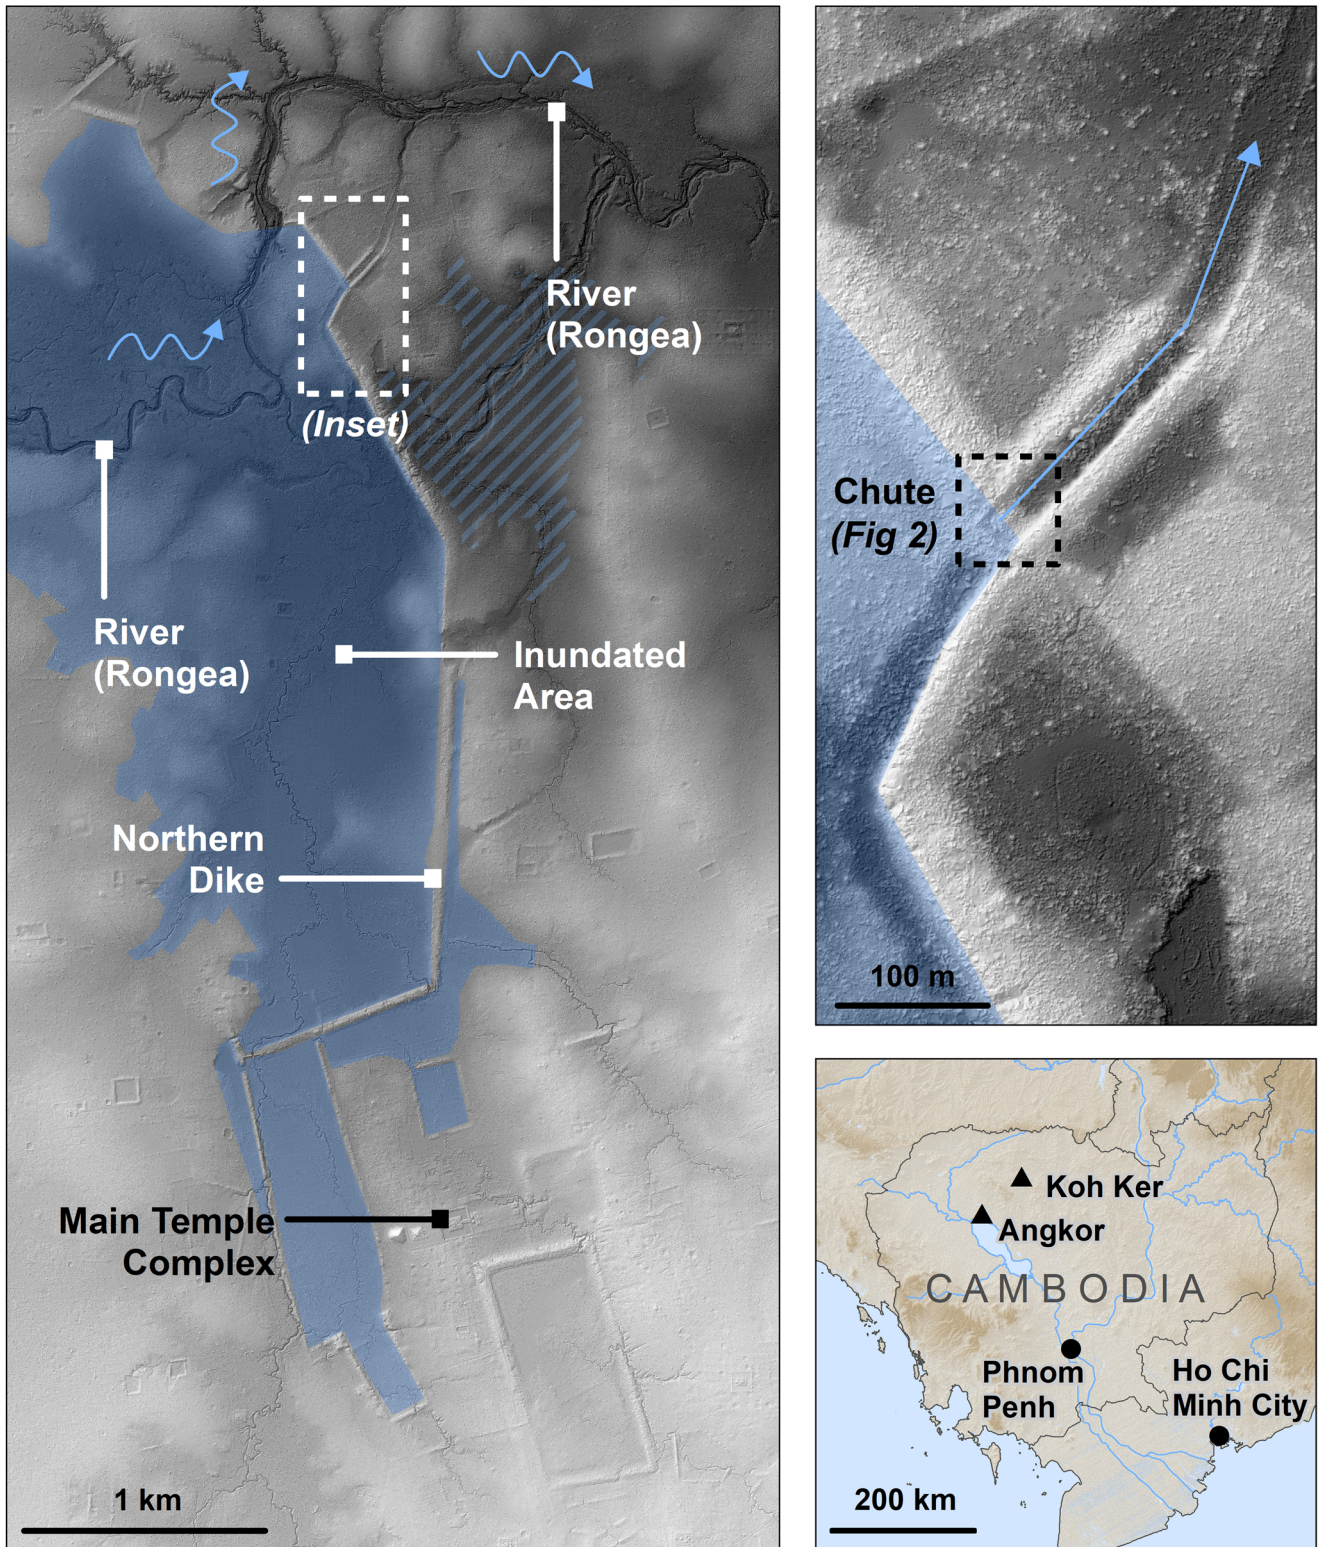 River
(Rongea)
(Inset)
River
(Rongea)
Inundated
Area
Northern
Dike
Main Temple
Complex
1 km
Chute
(Fig 2)
100 m
Koh Ker
Angkor
CAMBODIA
Phnom
Penh
Ho Chi
Minh City
200 km